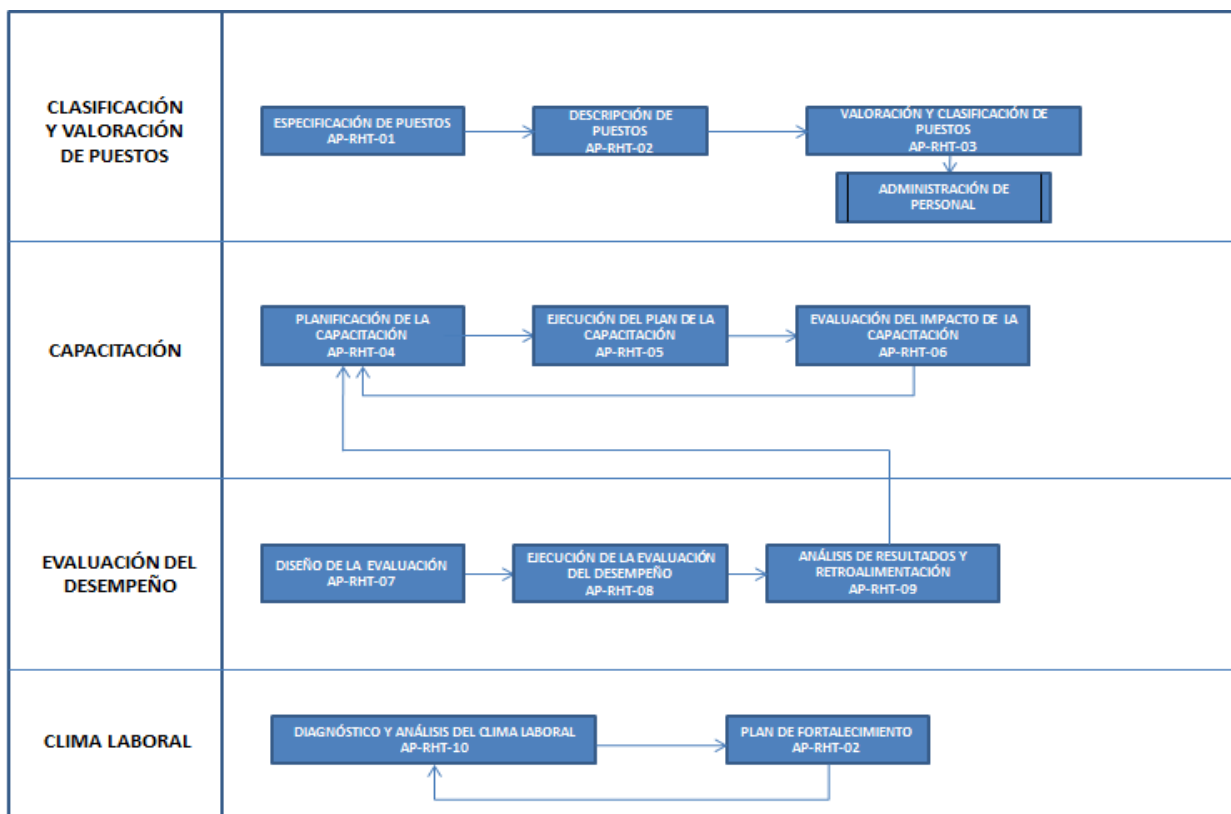 CLASIFICACIÓN
Y VALORACIÓN
DE PUESTOS
ESPECIFICACIÓN DE PUESTOS
AP-RHT-01
DESCRIPCIÓN DE
PUESTOS
AP-RHT-02
VALORACIÓN Y CLASIFICACIÓN DE
PUESTOS
AP-RHT-03
ADMINISTRACIÓN DE
PERSONAL
CAPACITACIÓN
PLANIFICACIÓN DE LA
CAPACITACIÓN
AP-RHT-04
EJECUCIÓN DEL PLAN DE LA
CAPACITACIÓN
AP-RHT-05
EVALUACIÓN DEL IMPACTO DE LA
CAPACITACIÓN
AP-RHT-06
EVALUACIÓN DEL
DESEMPEÑO
DISEÑO DE LA EVALUACIÓN
AP-RHT-07
EJECUCIÓN DE LA EVALUACIÓN
DEL DESEMPEÑO
AP-RHT-08
ANÁLISIS DE RESULTADOS Y
RETROALIMENTACIÓN
AP-RHT-09
CLIMA LABORAL
DIAGNÓSTICO Y ANÁLISIS DEL CLIMA LABORAL
AP-RHT-10
PLAN DE FORTALECIMIENTO
AP-RHT-02